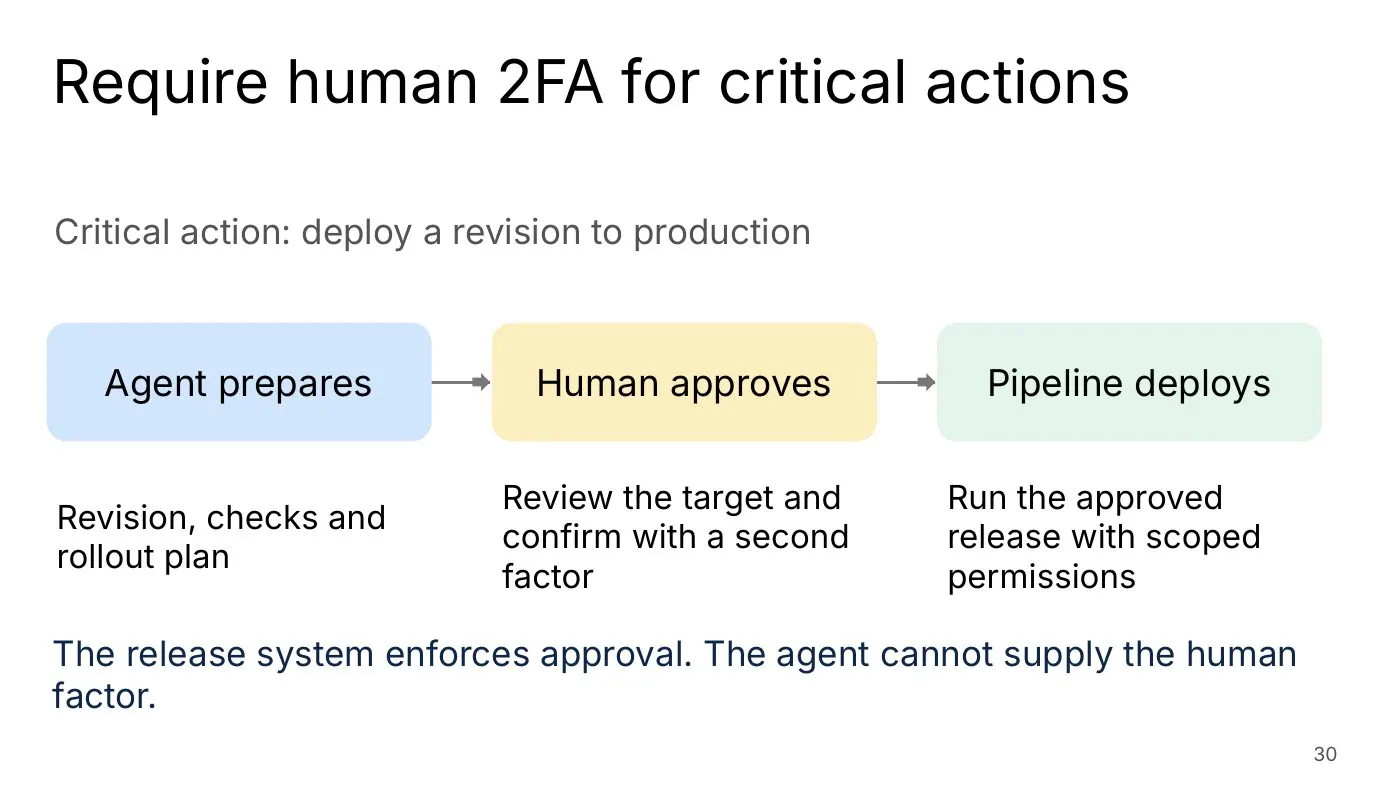 Require human 2FA for critical actions
Critical action: deploy a revision to production
Agent prepares
Human approves
Pipeline deploys
Revision, checks and
rollout plan
Review the target and
confirm with a second
factor
Run the approved
release with scoped
permissions
The release system enforces approval. The agent cannot supply the human
factor.
30